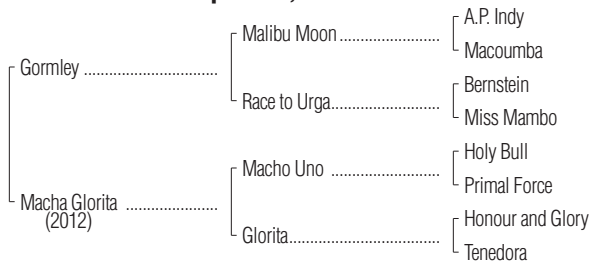 A.P. Indy
Malibu Moon
Macoumba
Gormley
Bernstein
Race to Urga
Miss Mambo
Holy Bull
Macho Uno
Primal Force
Macha Glorita
(2012)
Honour and Glory
Glorita
Tenedora